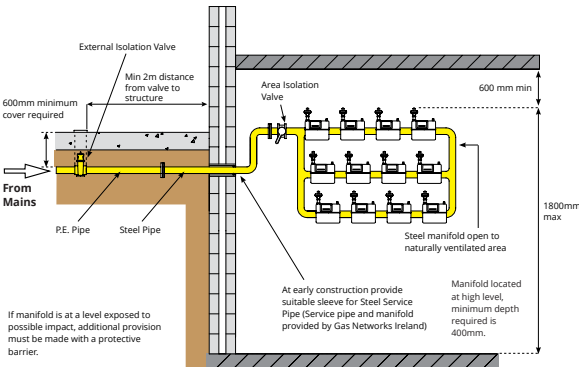 External Isolation Valve
Min 2m distance
from valve to
structure
600mm minimum
cover required
Area Isolation
Valve
600 mm min
From
Mains
1800mm
max
P.E. Pipe
Steel Pipe
Steel manifold open to
naturally ventilated area
At early construction provide
suitable sleeve for Steel Service
Pipe (Service pipe and manifold
provided by Gas Networks Ireland)
Manifold located
at high level,
minimum depth
required is
400mm.
If manifold is at a level exposed to
possible impact, additional provision
must be made with a protective
barrier.